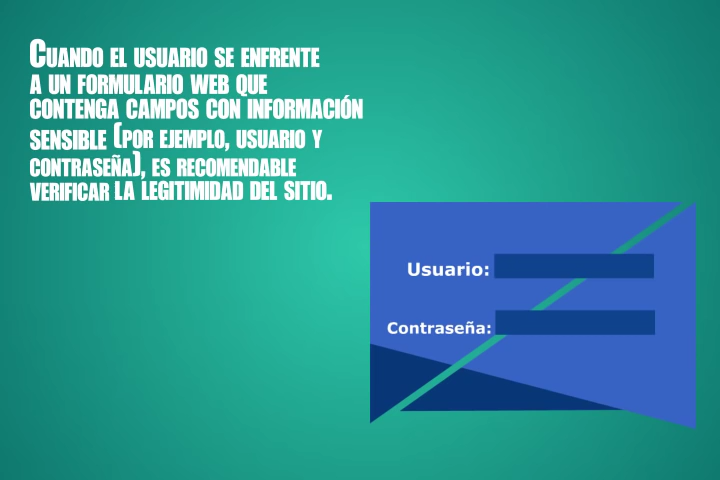 Cuando el usuario se enfrente
a un formulario web que
contenga campos con información
sensible (por ejemplo, usuario y
contraseña), es recomendable
verificar la legitimidad del sitio.
Usuario:
Contraseña: